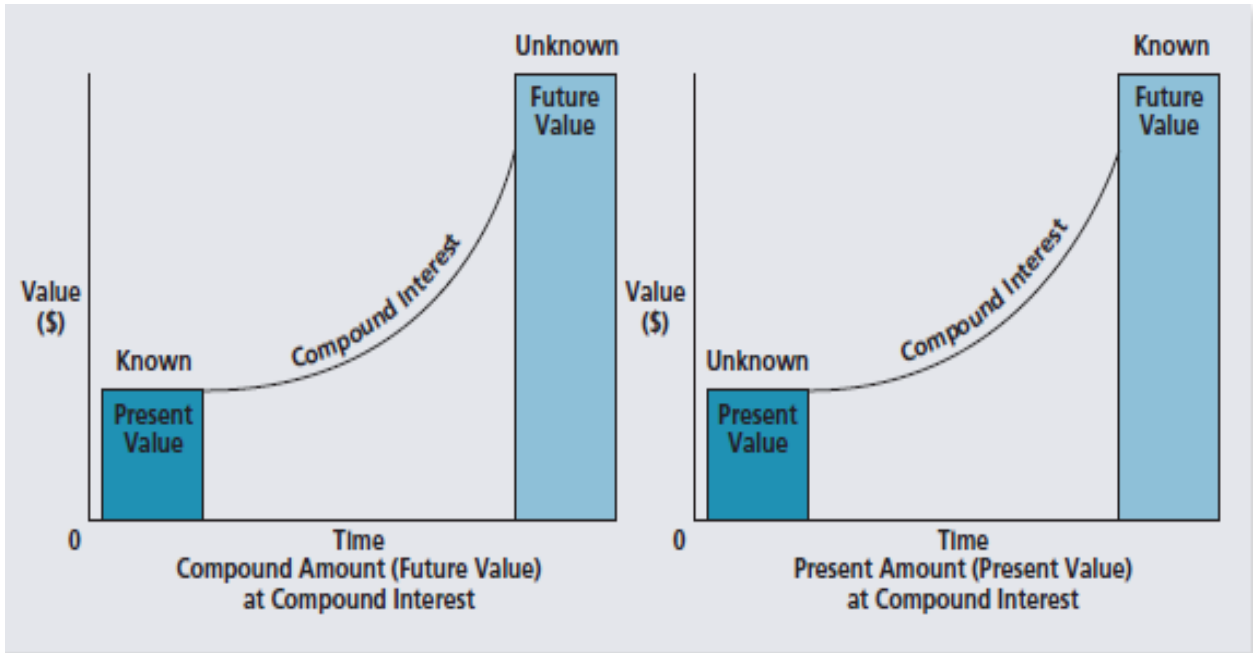 Unknown
Future
Value
Compound Interest
Value
($)
Known
Present
Value
0
Time
Compound Amount (Future Value)
at Compound Interest
Known
Future
Value
Compound Interest
Value
($)
Unknown
Present
Value
0
Time
Present Amount (Present Value)
at Compound Interest